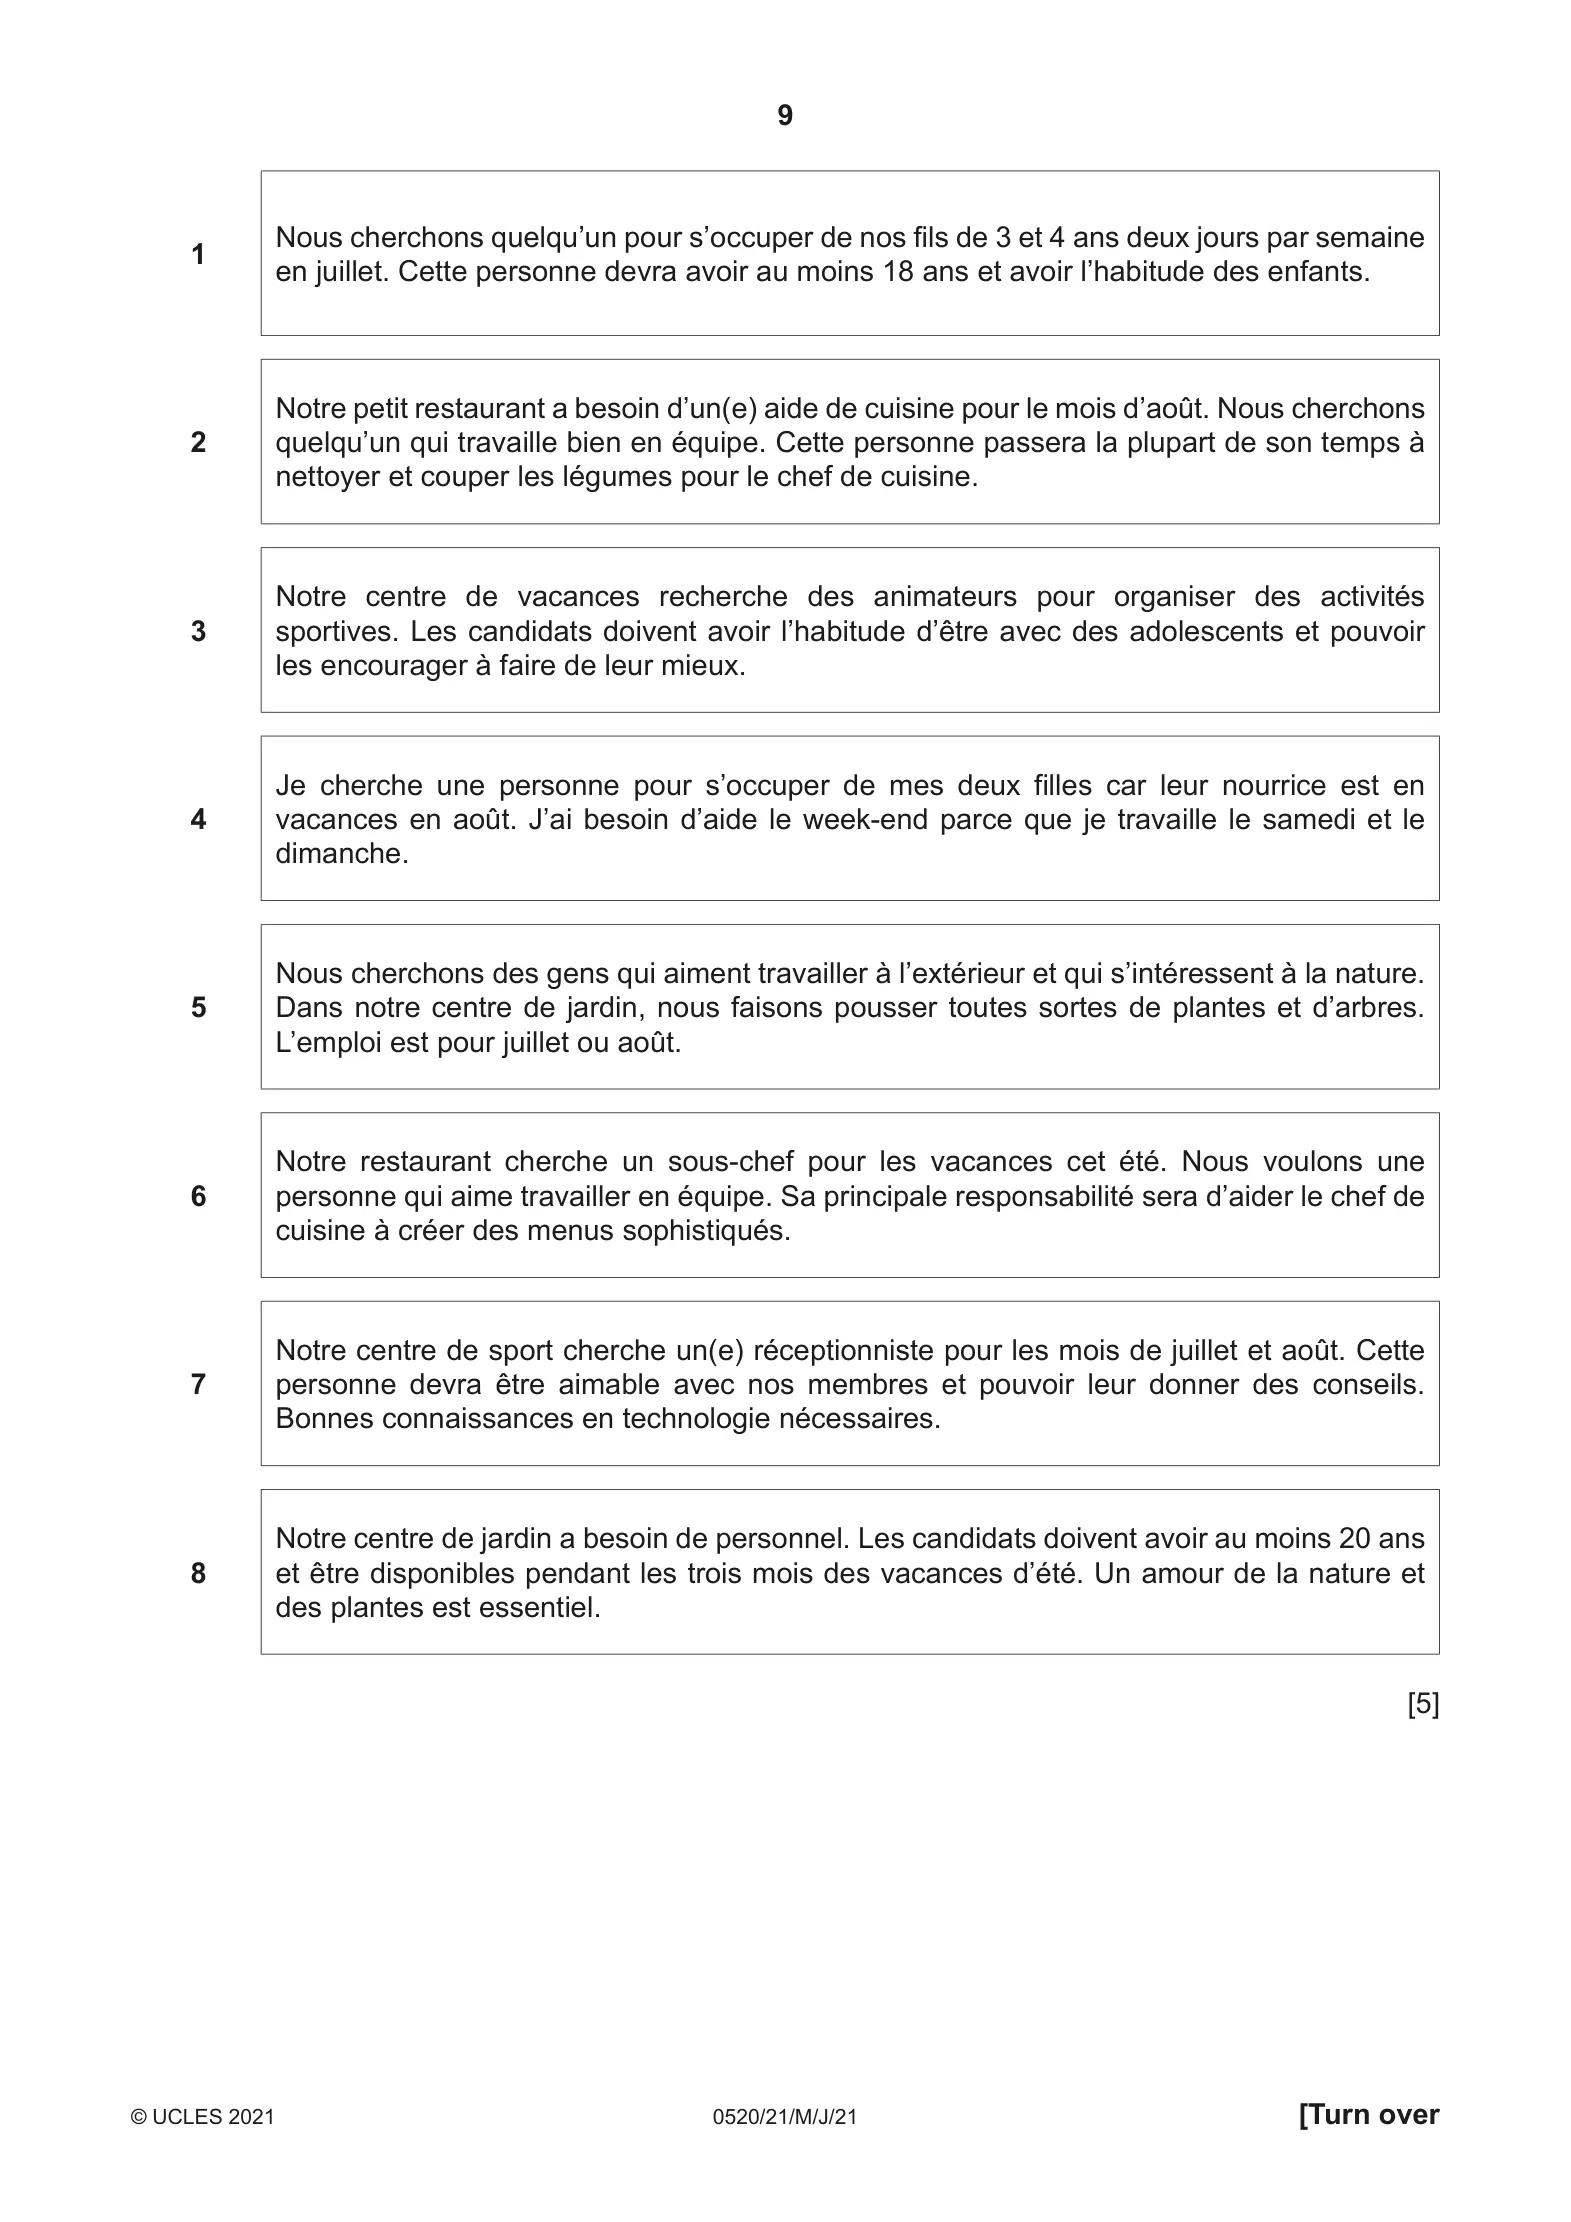 9
1
Nous cherchons quelqu’un pour s’occuper de nos fils de 3 et 4 ans deux jours par semaine
en juillet. Cette personne devra avoir au moins 18 ans et avoir l’habitude des enfants.
2
Notre petit restaurant a besoin d’un(e) aide de cuisine pour le mois d’août. Nous cherchons
quelqu’un qui travaille bien en équipe. Cette personne passera la plupart de son temps à
nettoyer et couper les légumes pour le chef de cuisine.
3
Notre centre de vacances recherche des animateurs pour organiser des activités
sportives. Les candidats doivent avoir l’habitude d’être avec des adolescents et pouvoir
les encourager à faire de leur mieux.
4
Je cherche une personne pour s’occuper de mes deux filles car leur nourrice est en
vacances en août. J’ai besoin d’aide le week-end parce que je travaille le samedi et le
dimanche.
5
Nous cherchons des gens qui aiment travailler à l’extérieur et qui s’intéressent à la nature.
Dans notre centre de jardin, nous faisons pousser toutes sortes de plantes et d’arbres.
L’emploi est pour juillet ou août.
6
Notre restaurant cherche un sous-chef pour les vacances cet été. Nous voulons une
personne qui aime travailler en équipe. Sa principale responsabilité sera d’aider le chef de
cuisine à créer des menus sophistiqués.
7
Notre centre de sport cherche un(e) réceptionniste pour les mois de juillet et août. Cette
personne devra être aimable avec nos membres et pouvoir leur donner des conseils.
Bonnes connaissances en technologie nécessaires.
8
Notre centre de jardin a besoin de personnel. Les candidats doivent avoir au moins 20 ans
et être disponibles pendant les trois mois des vacances d’été. Un amour de la nature et
des plantes est essentiel.
[5]
© UCLES 2021
0520/21/M/J/21
[Turn over